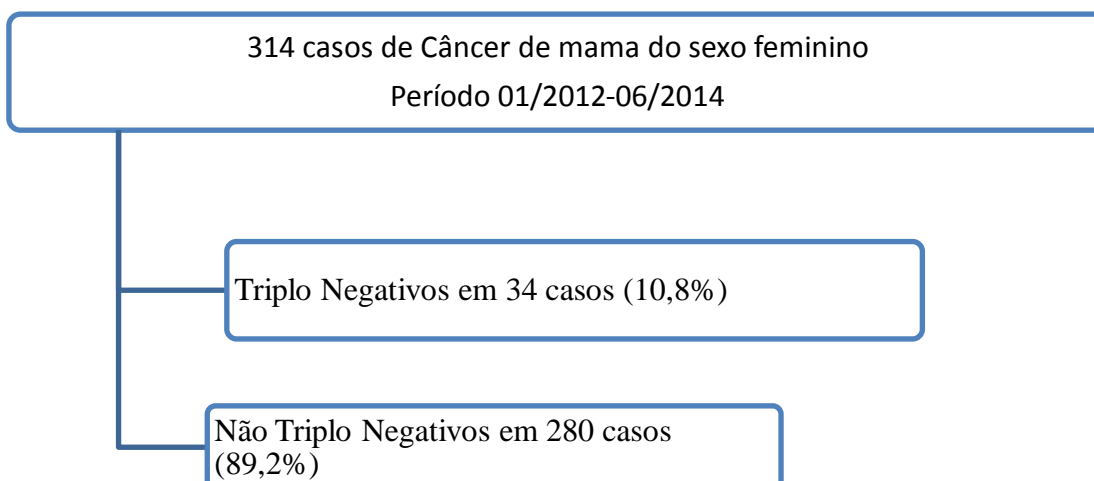 314 casos de Câncer de mama do sexo feminino
Período 01/2012-06/2014
Triplo Negativos em 34 casos (10,8%)
Não Triplo Negativos em 280 casos
(89,2%)